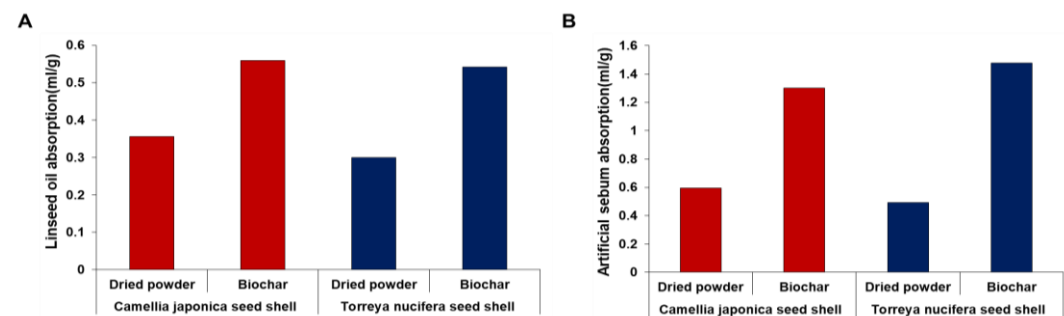 A
Linseed oil absorption(ml/g)
0.6
0.5
0.4
0.3
0.2
0.1
0
Dried powder Biochar Dried powder Biochar
Camellia japonica seed shell Torreya nucifera seed shell
B
Artificial sebum absorption(ml/g)
1.6
1.4
1.2
1
0.8
0.6
0.4
0.2
0
Dried powder Biochar Dried powder Biochar
Camellia japonica seed shell Torreya nucifera seed shell